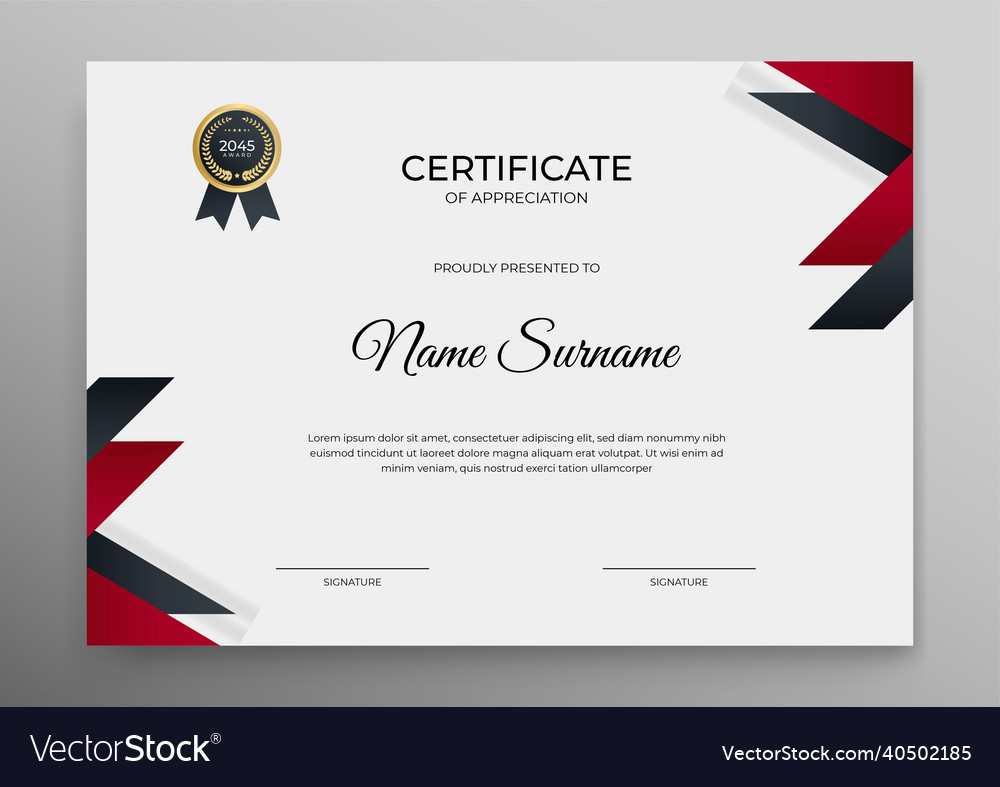 2045
AWARD
CERTIFICATE
OF APPRECIATION
PROUDLY PRESENTED TO
Name Surname
Lorem ipsum dolor sit amet, consectetuer adipiscing elit, sed diam nonummy nibh
euismod tincidunt ut laoreet dolore magna aliquam erat volutpat. Ut wisi enim ad
minim veniam, quis nostrud exerci tation ullamcorper
SIGNATURE
SIGNATURE
VectorStock®
VectorStock.com/40502185